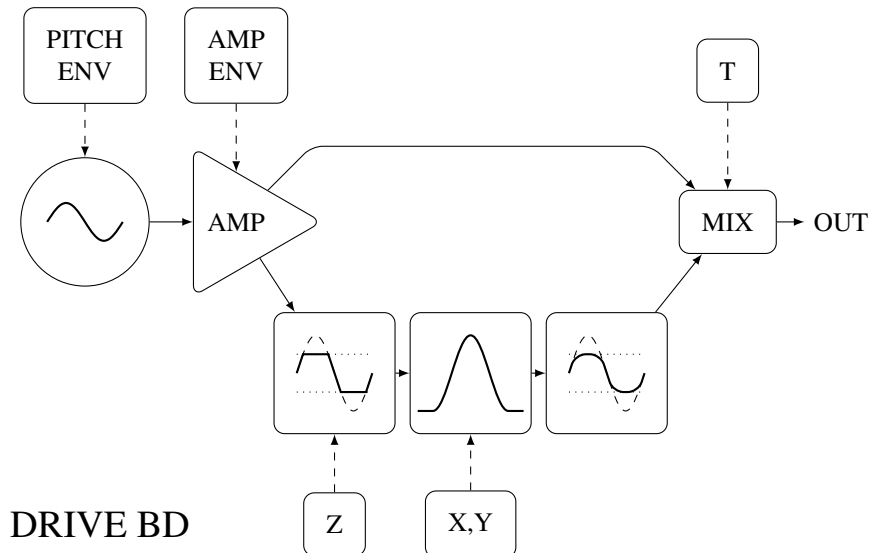 PITCH
ENV
AMP
ENV
T
AMP
MIX
OUT
Z
X,Y
DRIVE BD